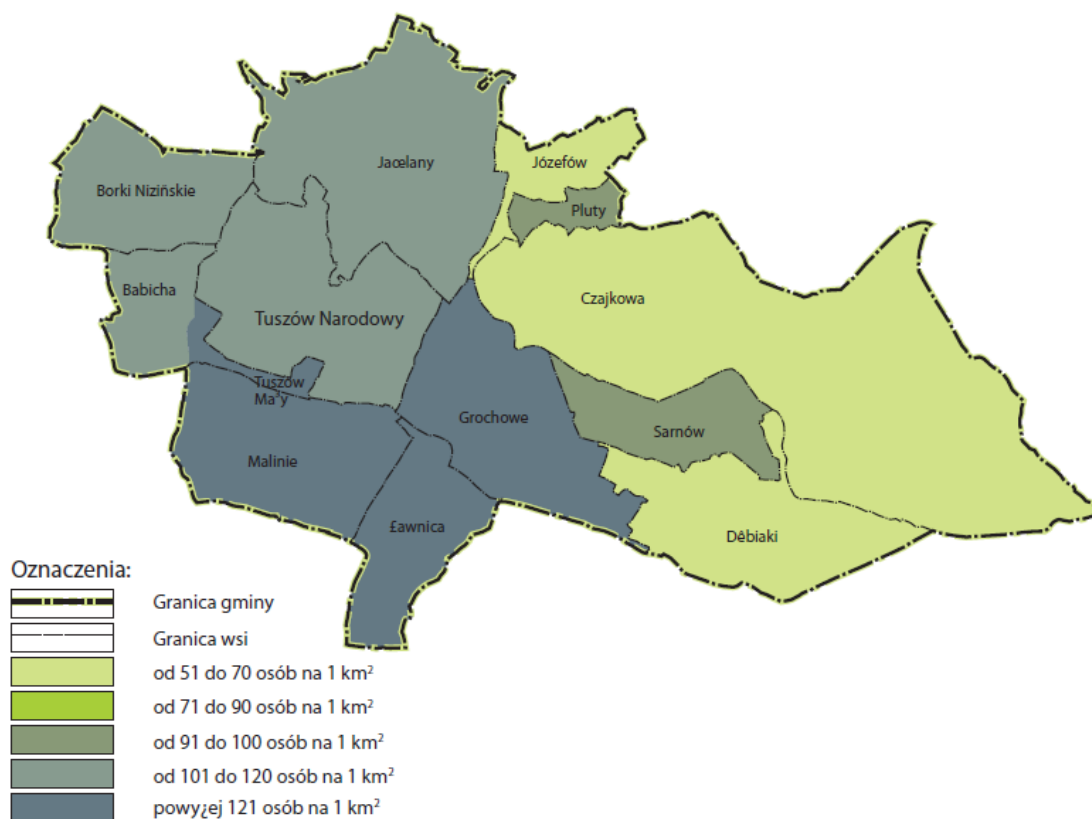 Jaœlany
Józefów
Borki Nizińskie
Pluty
Babicha
Czajkowa
Tuszów Narodowy
Tuszów
Ma³y
Grochowe
Sarnów
Malinie
£awnica
Dêbiaki
Oznaczenia:
Granica gminy
Granica wsi
od 51 do 70 osób na 1 km²
od 71 do 90 osób na 1 km²
od 91 do 100 osób na 1 km²
od 101 do 120 osób na 1 km²
powy¿ej 121 osób na 1 km²